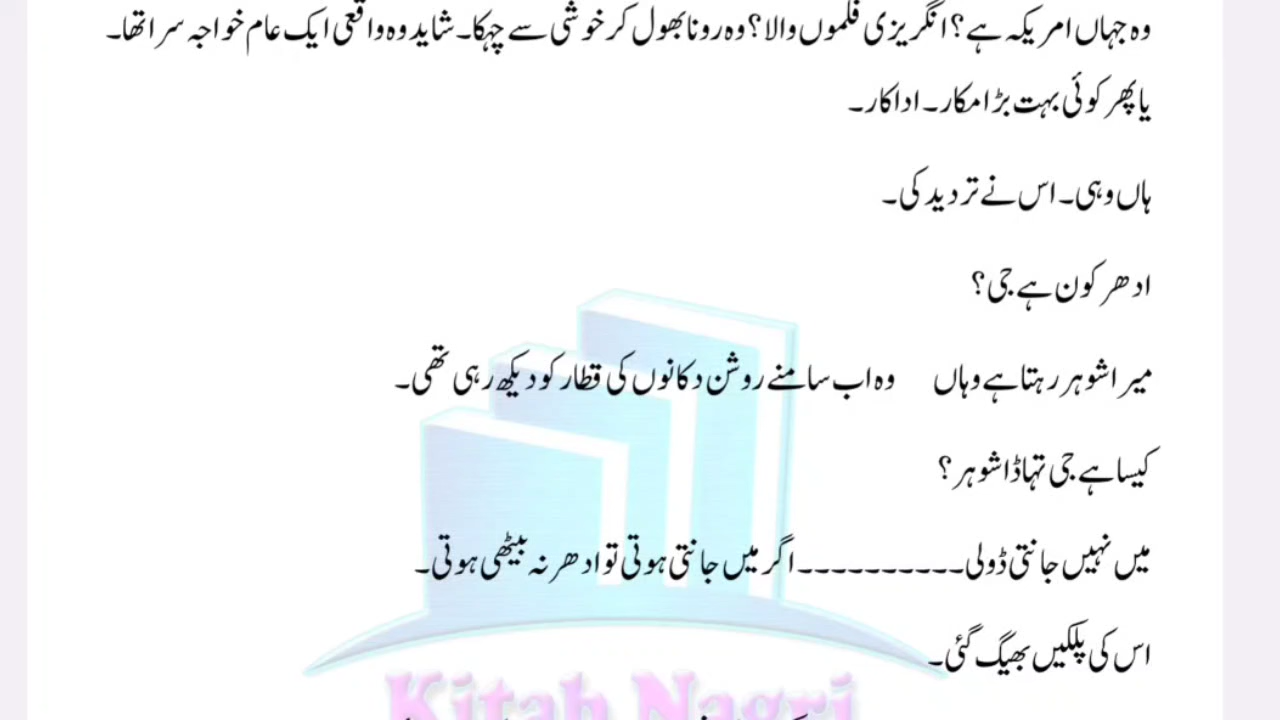 وہ جہاں امریکہ ہے؟ انگریزی فلموں والا؟ وہ رونا بھول کر خوشی سے چہکا۔ شاید وہ واقعی ایک عام خواجہ سرا تھا۔
یا پھر کوئی بہت بڑا مکار۔ اداکار۔
ہاں وہی۔ اس نے تردید کی۔
ادھر کون ہے جی؟
میرا شوہر رہتا ہے وہاں وہ اب سامنے روشن دکانوں کی قطار کو دیکھ رہی تھی۔
کیسا ہے جی تہاڈا شوہر؟
میں نہیں جانتی ڈولی۔۔۔۔۔۔۔۔۔۔۔ اگر میں جانتی ہوتی تو ادھر نہ بیٹھی ہوتی۔
اس کی پلکیں بھیگ گئی۔
Kitab Nagri